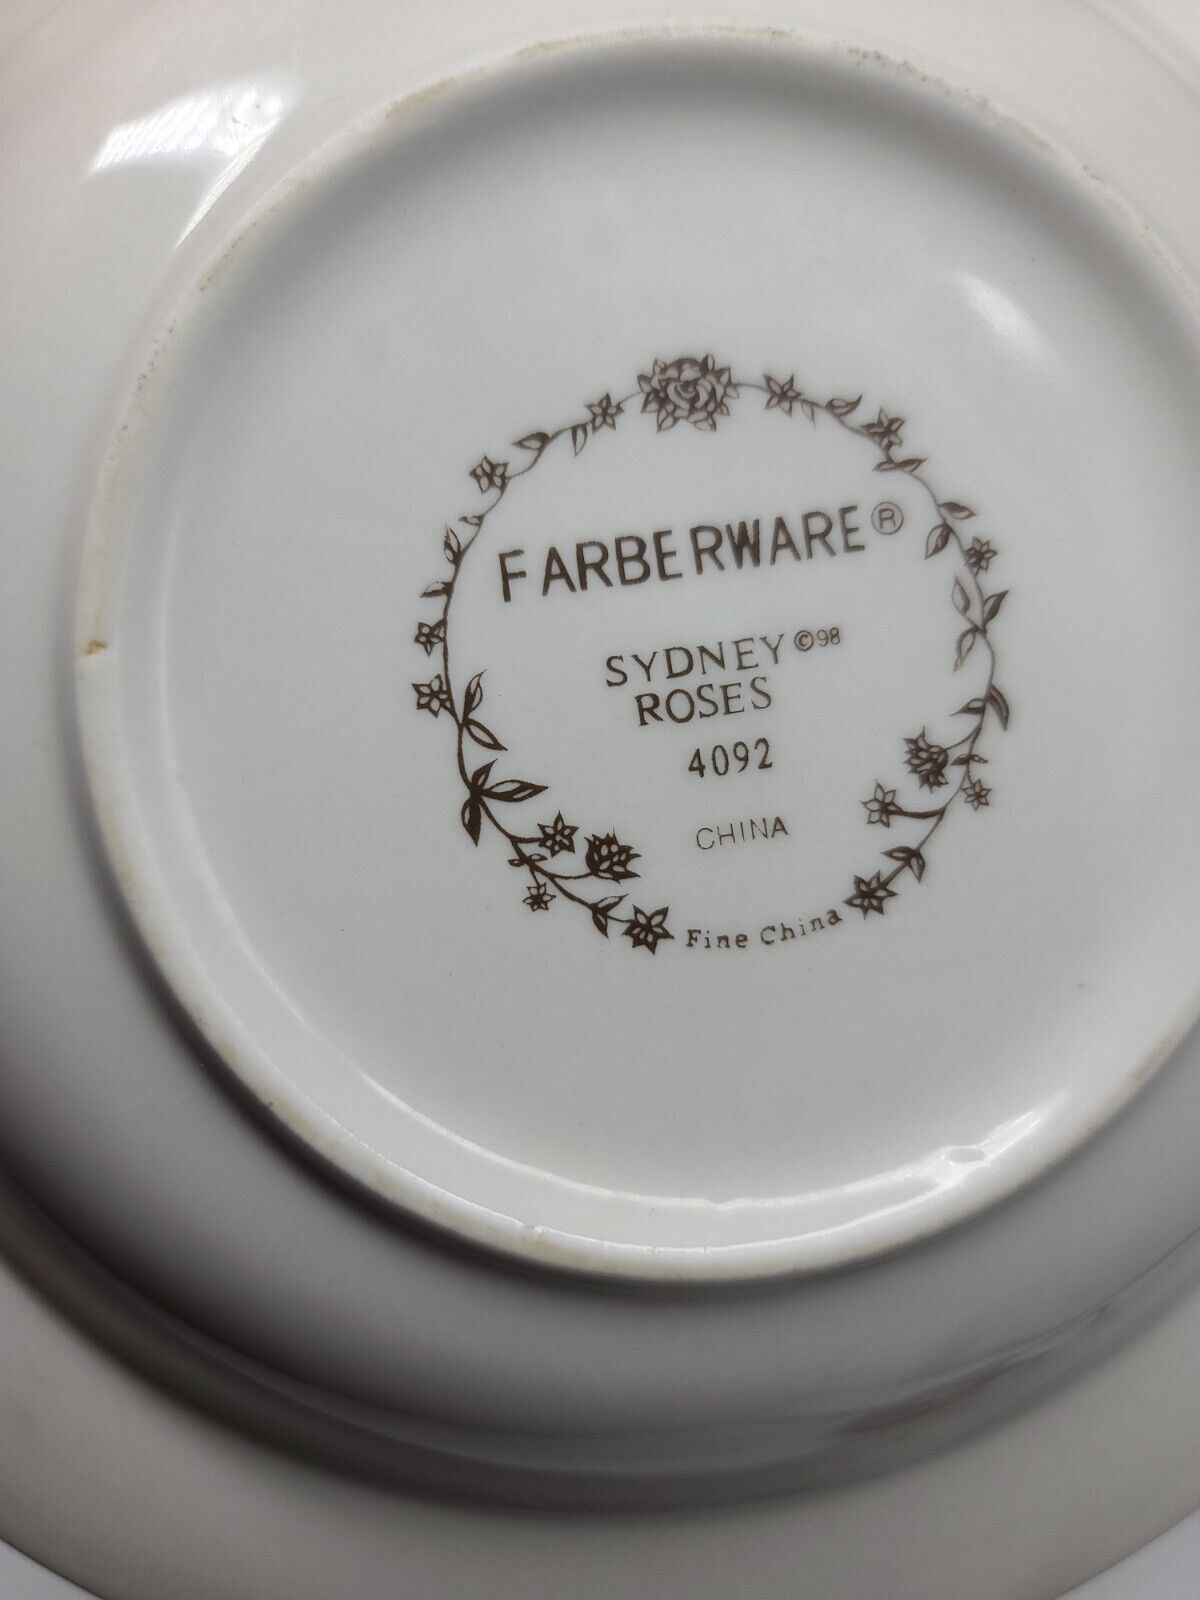 FARBERWARE®
SYDNEY ©98
ROSES
4092
CHINA
Fine China